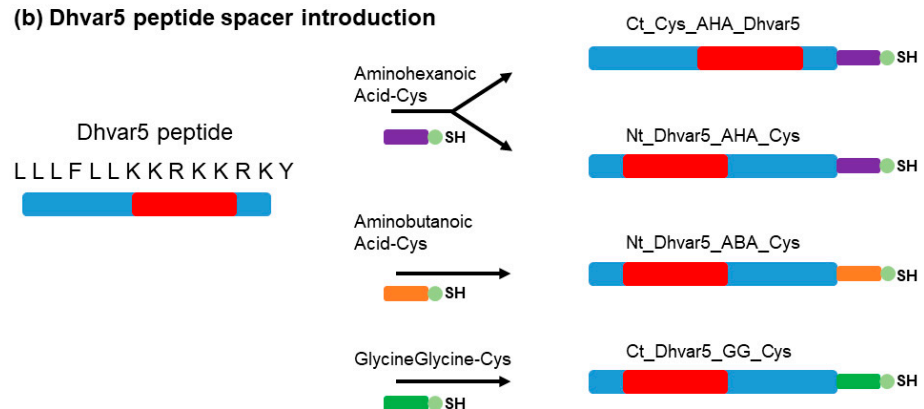 (b) Dhvar5 peptide spacer introduction
Dhvar5 peptide
L L L F L L K K R K K R K Y
Aminohexanoic
Acid-Cys
SH
Ct_Cys_AHA_Dhvar5
SH
Nt_Dhvar5_AHA_Cys
SH
Aminobutanoic
Acid-Cys
SH
Nt_Dhvar5_ABA_Cys
SH
GlycineGlycine-Cys
SH
Ct_Dhvar5_GG_Cys
SH